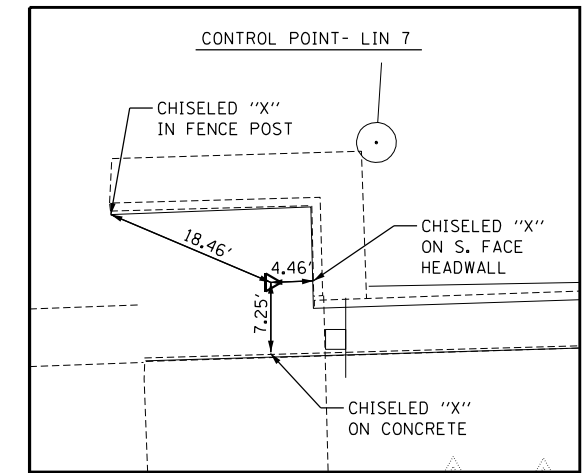 CONTROL POINT- LIN 7
CHISELED "X"
IN FENCE POST
18.46'
4.46'
7.25'
CHISELED "X"
ON S. FACE
HEADWALL
CHISELED "X"
ON CONCRETE